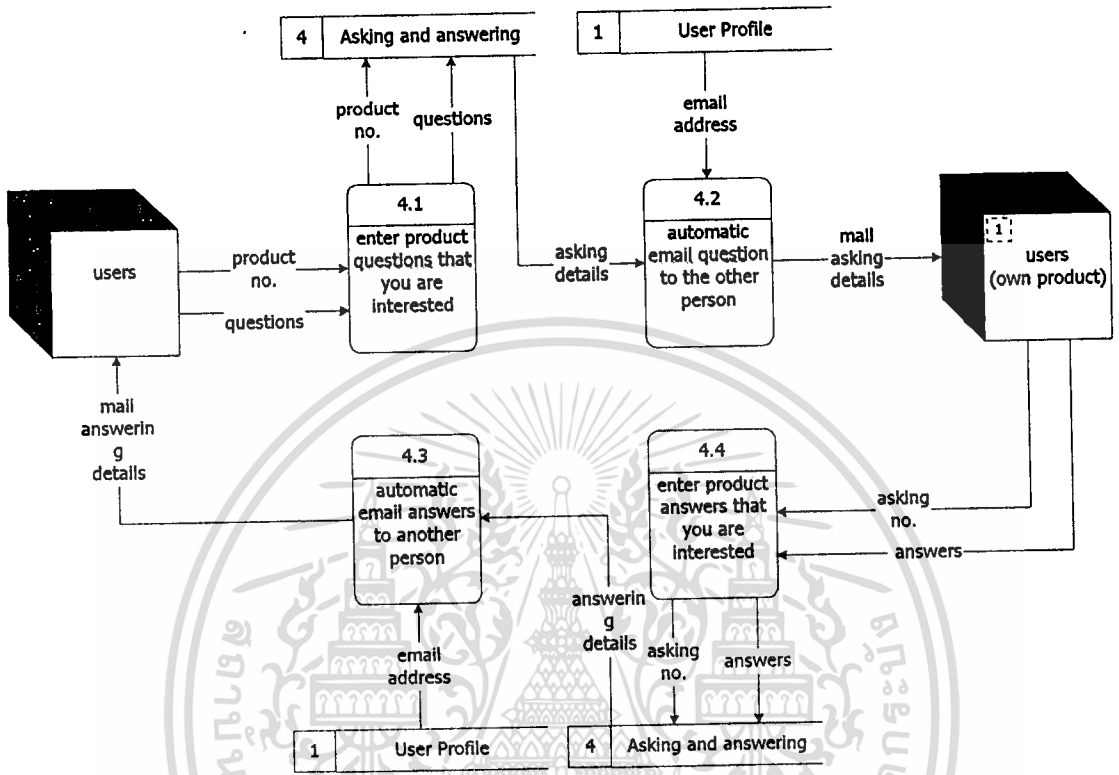 4 Asking and answering
1 User Profile
product
no.
questions
email
address
4.1
enter product
questions that
you are
interested
4.2
automatic
email question
to the other
person
users
product
no.
questions
asking
details
mail
asking
details
1
users
(own product)
mail
answerin
g
details
4.3
automatic
email answers
to another
person
4.4
enter product
answers that
you are
interested
asking
no.
answers
email
address
answerin
g
details
asking
no.
answers
1 User Profile
4 Asking and answering